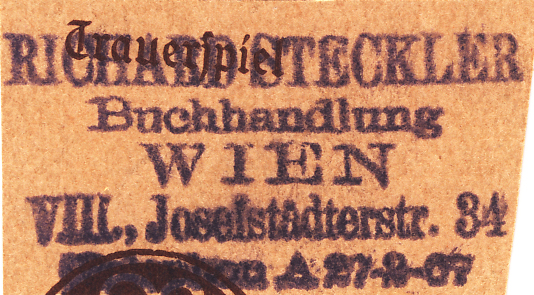 Trauerspiel
RICHARD STECKLER
Buchhandlung
WIEN
VIII., Josefstädterstr. 34
A 27-2-67